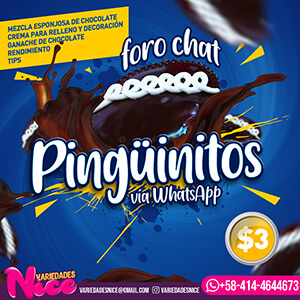 MEZCLA ESPONJOSA DE CHOCOLATE
CREMA PARA RELLENO Y DECORACIÓN
GANACHE DE CHOCOLATE
RENDIMIENTO
TIPS
foro chat
Pingüinitos
vía WhatsApp
$3
VARIEDADES
Nice
VARIEDADESNICE@GMAIL.COM
VARIEDADESNICE
+58-414-4644673